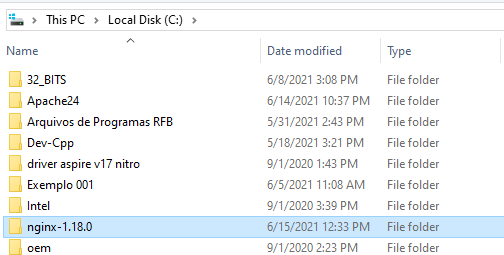 This PC > Local Disk (C:) >
Name Date modified Type
32_BITS 6/8/2021 3:08 PM File folder
Apache24 6/14/2021 10:37 PM File folder
Arquivos de Programas RFB 5/31/2021 2:43 PM File folder
Dev-Cpp 5/18/2021 3:21 PM File folder
driver aspire v17 nitro 9/1/2020 1:43 PM File folder
Exemplo 001 6/5/2021 11:08 AM File folder
Intel 9/1/2020 3:39 PM File folder
nginx-1.18.0 6/15/2021 12:33 PM File folder
oem 9/1/2020 2:23 PM File folder